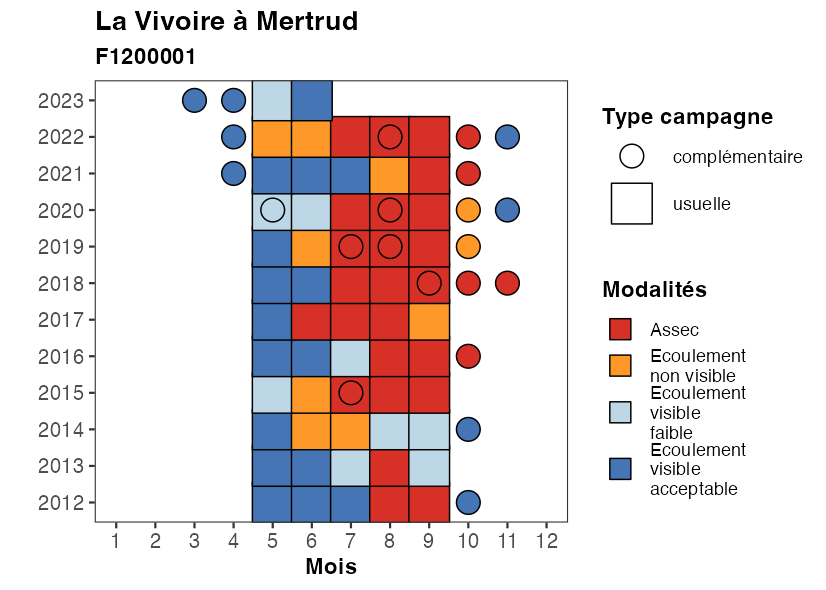 La Vivoire à Mertrud
F1200001
2023
2022
2021
2020
2019
2018
2017
2016
2015
2014
2013
2012
1 2 3 4 5 6 7 8 9 10 11 12
Mois
Type campagne
complémentaire
usuelle
Modalités
Assec
Ecoulement
non visible
Ecoulement
visible
faible
Ecoulement
visible
acceptable